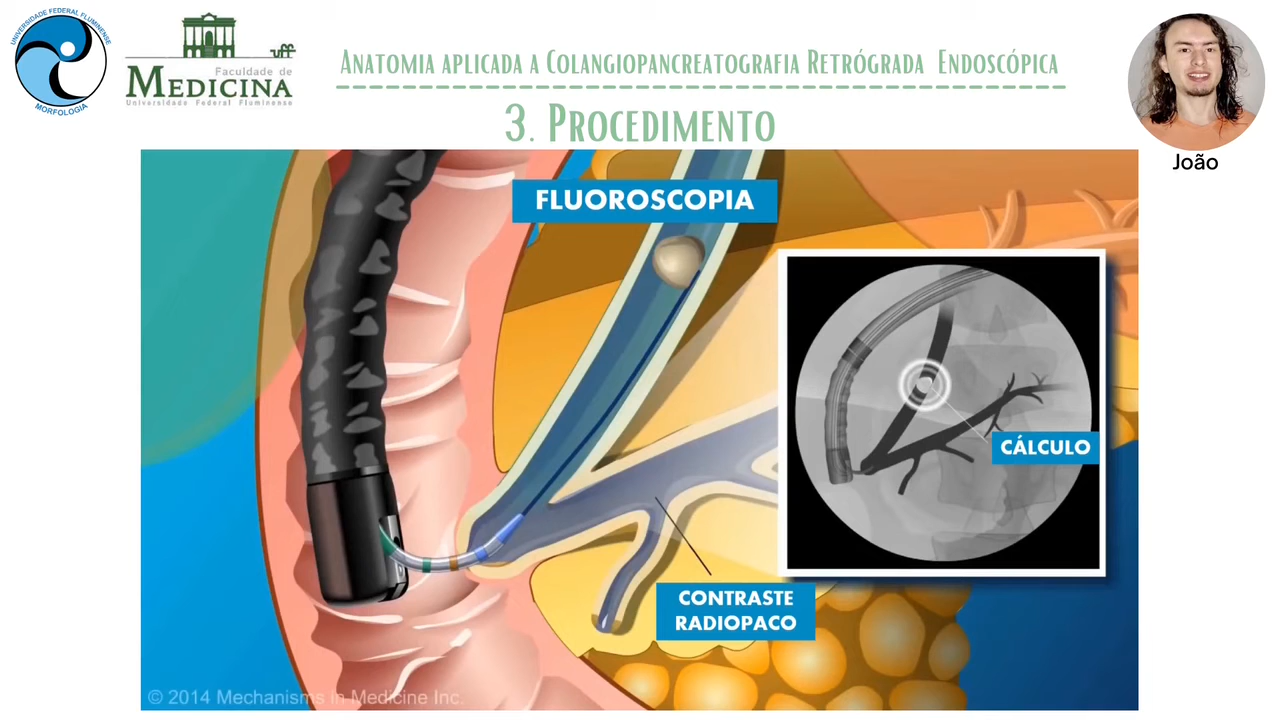 UNIVERSIDADE FEDERAL FLUMINENSE
MORFOLOGIA
uff
Faculdade de
MEDICINA
Universidade Federal Fluminense
ANATOMIA APLICADA A COLANGIOPANCREATOGRAFIA RETRÓGRADA ENDOSCÓPICA
3. PROCEDIMENTO
João
FLUOROSCOPIA
CÁLCULO
CONTRASTE
RADIOPACO
© 2014 Mechanisms in Medicine Inc.